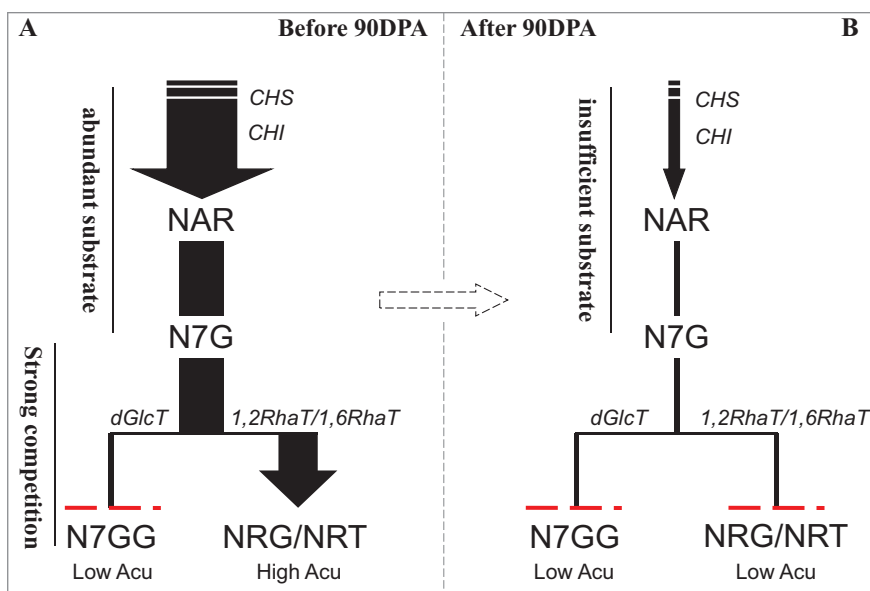 A
Before 90DPA
abundant substrate
CHS
CHI
NAR
N7G
Strong competition
dGlcT
1,2RhaT/1,6RhaT
N7GG
NRG/NRT
Low Acu
High Acu
After 90DPA
B
insufficient substrate
CHS
CHI
NAR
N7G
dGlcT
1,2RhaT/1,6RhaT
N7GG
NRG/NRT
Low Acu
Low Acu